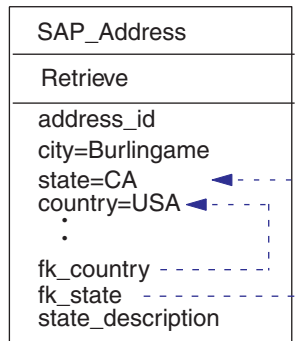 SAP_Address
Retrieve
address_id
city=Burlingame
state=CA
country=USA
.
.
fk_country
fk_state
state_description